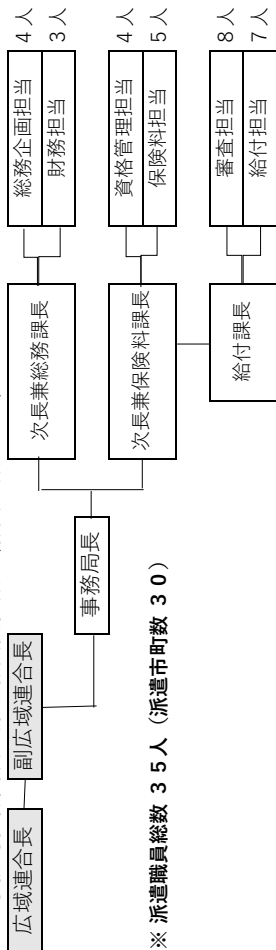 広域連合長
副広域連合長
事務局長
次長兼総務課長
総務企画担当 4人
財務担当 3人
次長兼保険料課長
資格管理担当 4人
保険料担当 5人
給付課長
審査担当 8人
給付担当 7人
※ 派遣職員総数 35人（派遣市町数 30）